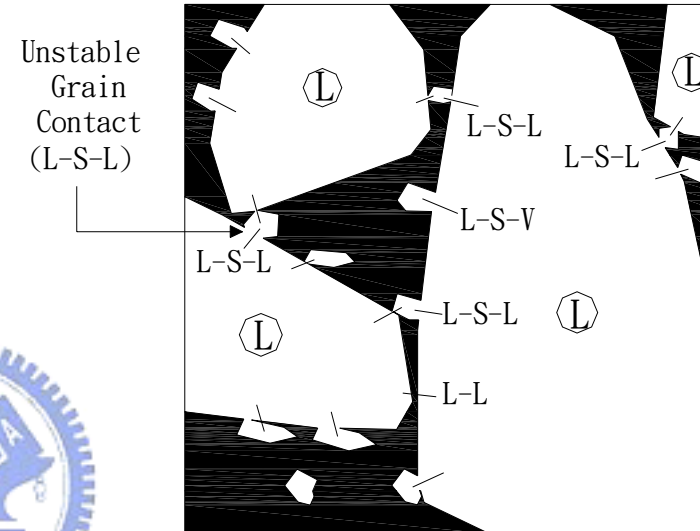 Unstable
Grain
Contact
(L-S-L)
L
L
L-S-L
L-S-L
L-S-V
L-S-L
L-S-L
L
L
L-L